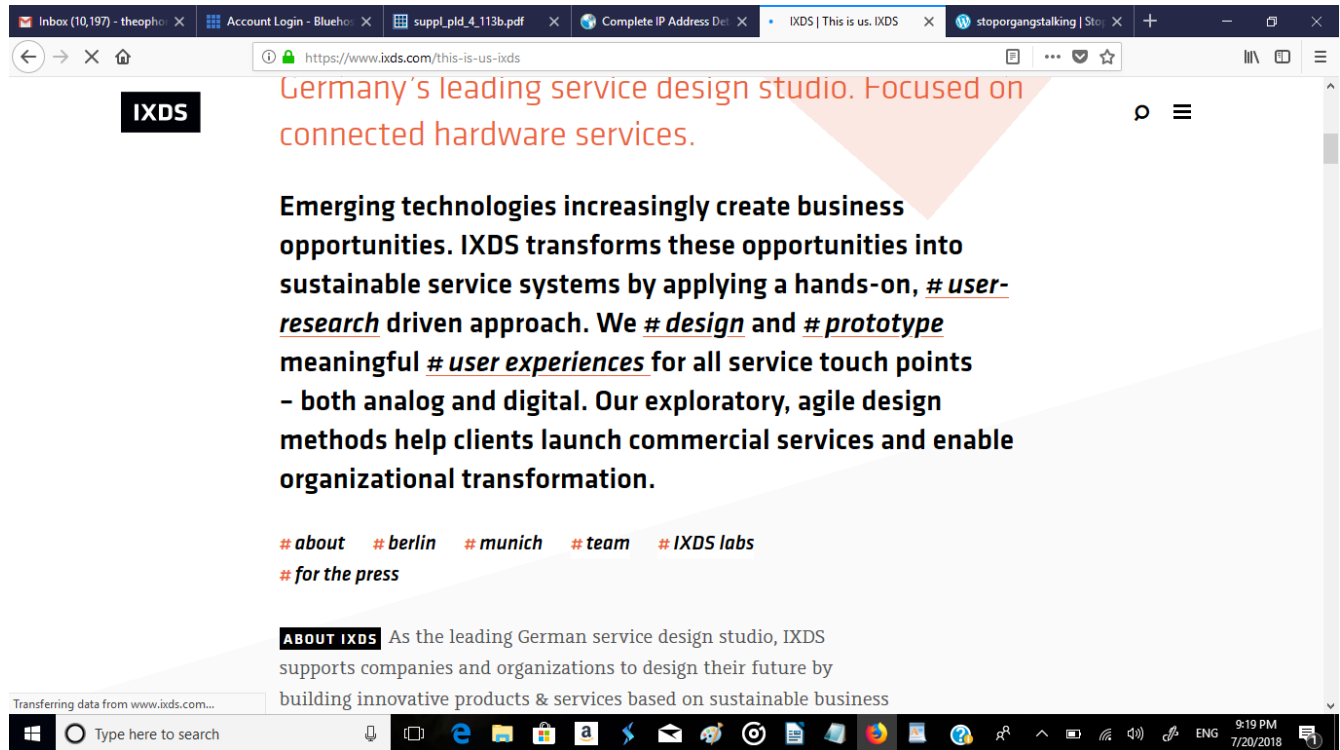 Inbox (10,197) - theopho
Account Login - Bluehos
suppl_pld_4_113b.pdf
Complete IP Address Det
IXDS | This is us. IXDS
stoporgangstalking | Stop
https://www.ixds.com/this-is-us-ixds
IXDS
Germany's leading service design studio. Focused on
connected hardware services.
Emerging technologies increasingly create business
opportunities. IXDS transforms these opportunities into
sustainable service systems by applying a hands-on, # user-
research driven approach. We # design and # prototype
meaningful # user experiences for all service touch points
– both analog and digital. Our exploratory, agile design
methods help clients launch commercial services and enable
organizational transformation.
# about # berlin # munich # team # IXDS labs
# for the press
ABOUT IXDS As the leading German service design studio, IXDS
supports companies and organizations to design their future by
building innovative products & services based on sustainable business
Transferring data from www.ixds.com...
Type here to search
ENG
9:19 PM
7/20/2018